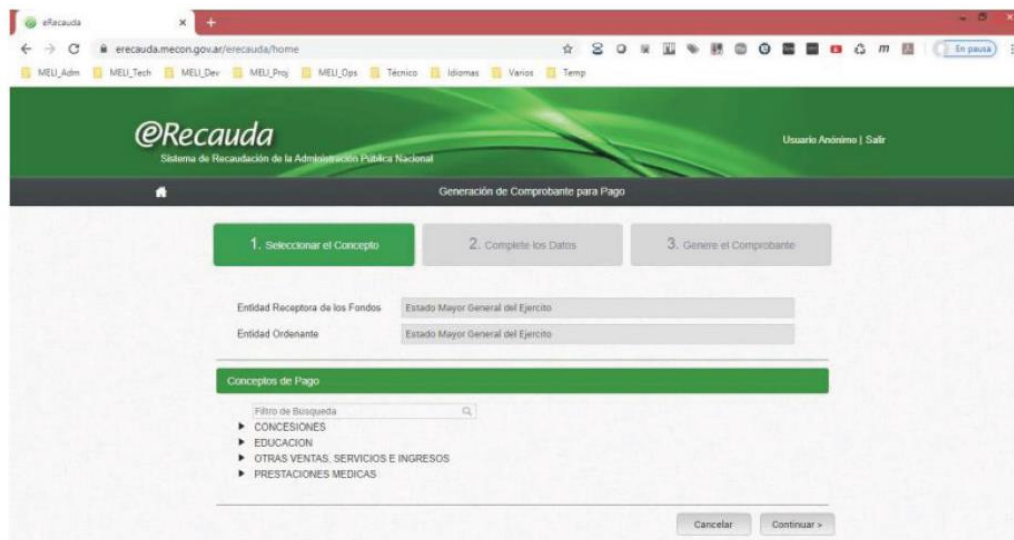 eRecauda
erecauda.mecon.gov.ar/erecauda/home
En pausa
MELI_Adm MELI_Tech MELI_Dev MELI_Proj MELI_Ops Técnico Idiomas Varios Temp
@Recauda
Sistema de Recaudación de la Administración Pública Nacional
Usuario Anónimo | Salir
Generación de Comprobante para Pago
1. Seleccionar el Concepto 2. Complete los Datos 3. Genere el Comprobante
Entidad Receptora de los Fondos Estado Mayor General del Ejercito
Entidad Ordenante Estado Mayor General del Ejercito
Conceptos de Pago
Filtro de Búsqueda
CONCESIONES
EDUCACION
OTRAS VENTAS, SERVICIOS E INGRESOS
PRESTACIONES MEDICAS
Cancelar Continuar >